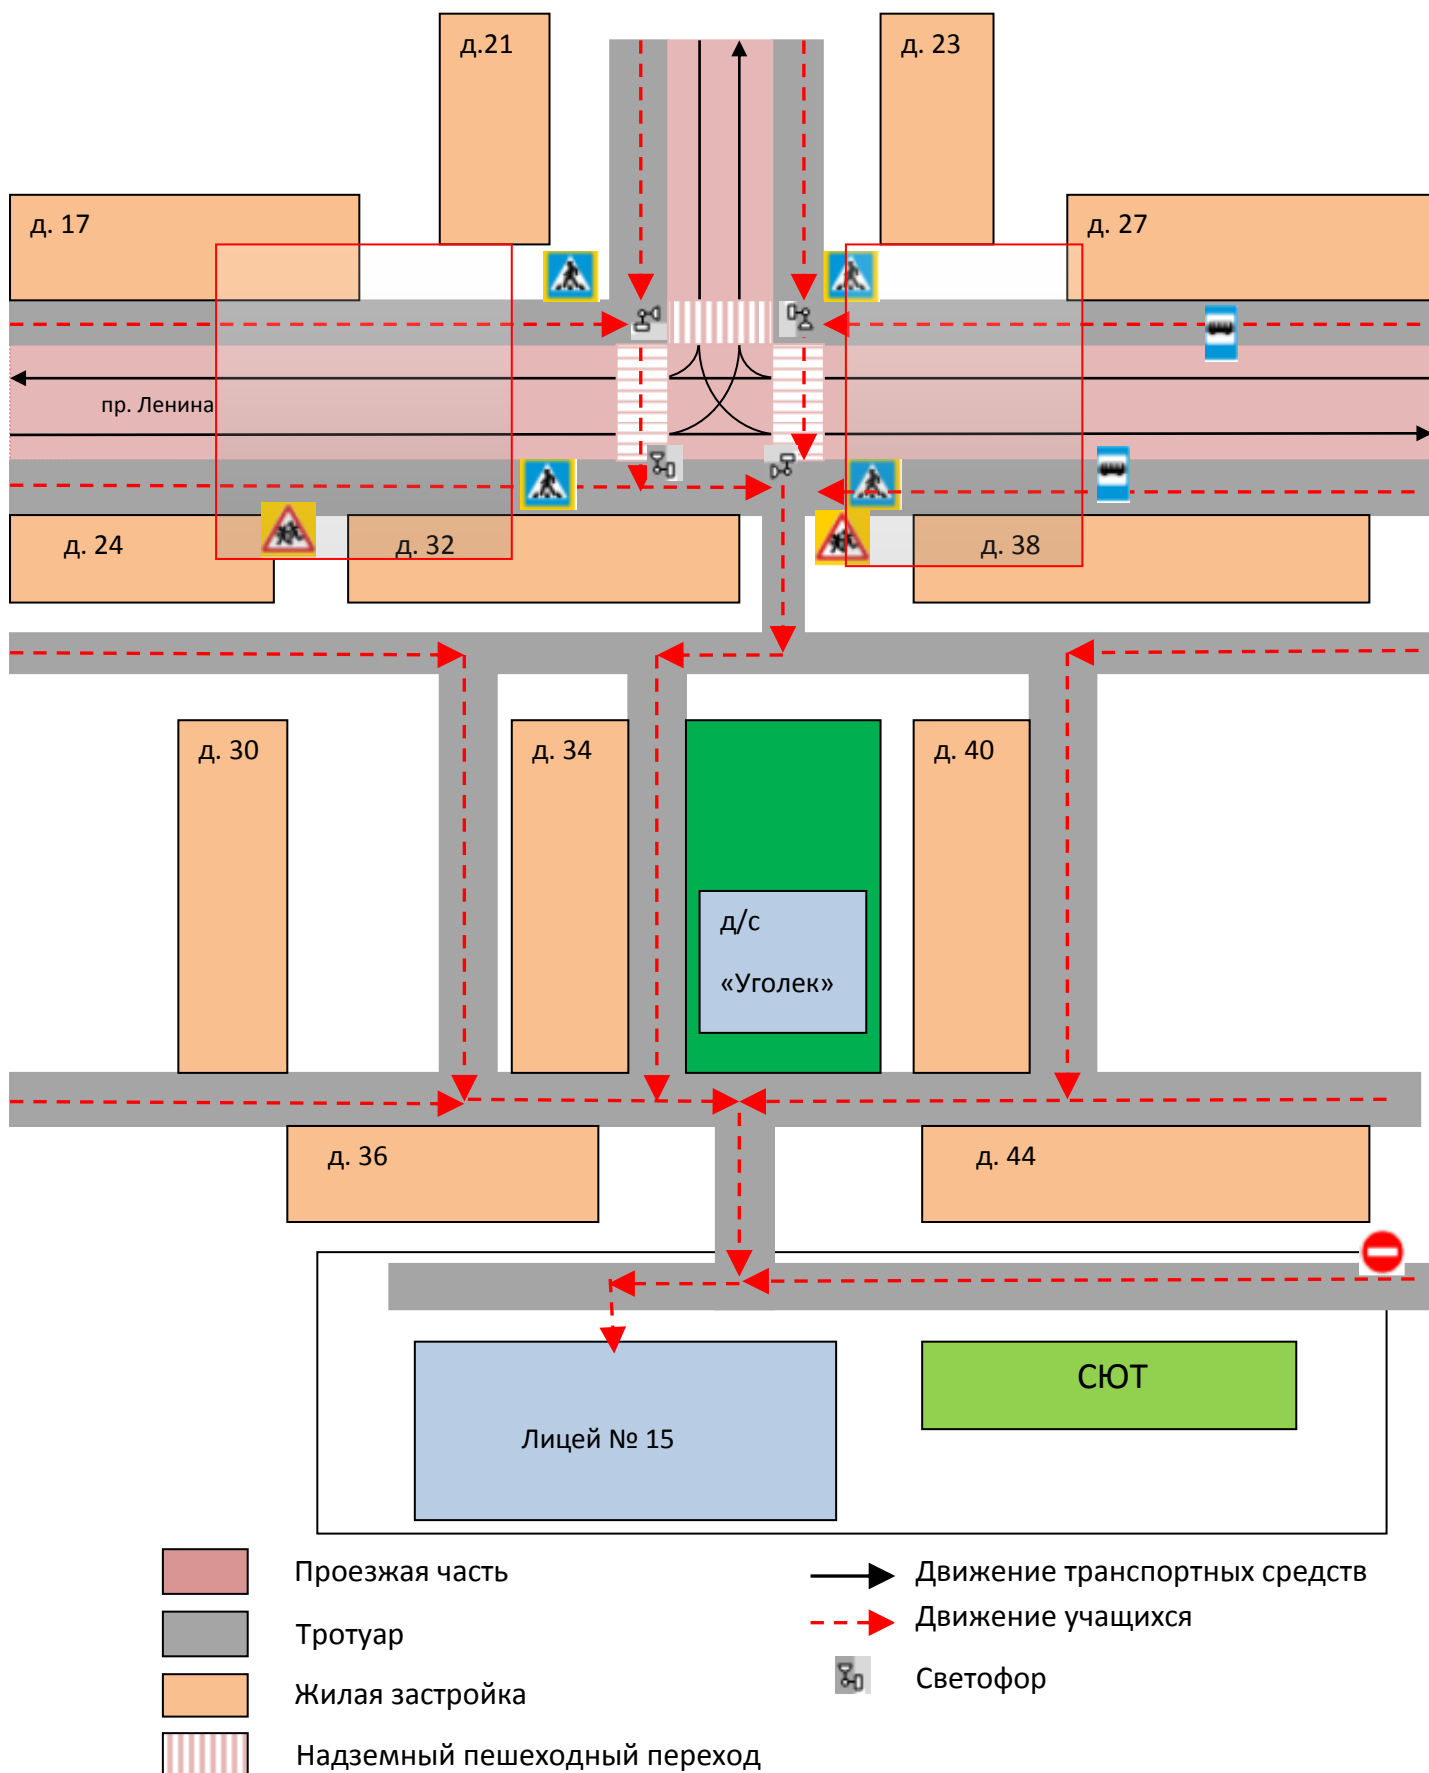 д.21
д. 23
д. 17
д. 27
пр. Ленина
д. 24
д. 32
д. 38
д. 30
д. 34
д. 40
д/с
«Уголек»
д. 36
д. 44
СЮТ
Лицей № 15
Проезжая часть
Движение транспортных средств
Тротуар
Движение учащихся
Жилая застройка
Светофор
Надземный пешеходный переход